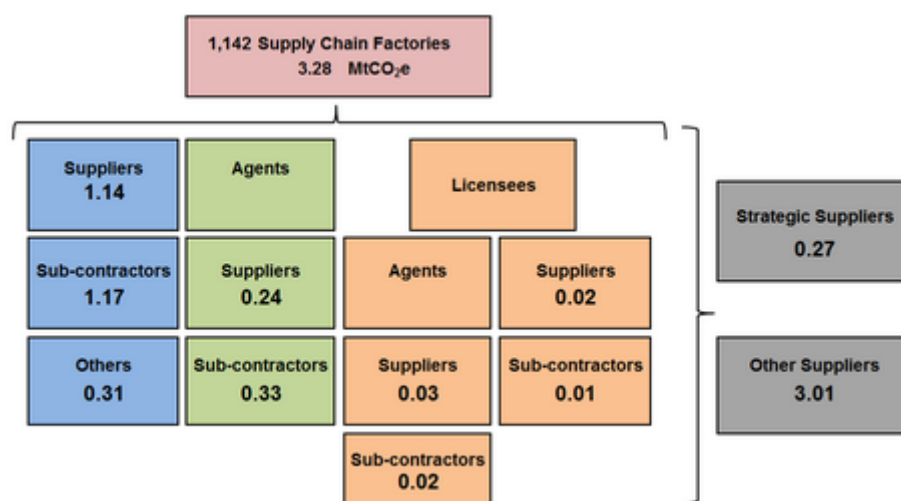 1,142 Supply Chain Factories
3.28 MtCO₂e
Suppliers
1.14
Agents
Licensees
Strategic Suppliers
0.27
Sub-contractors
1.17
Suppliers
0.24
Agents
Suppliers
0.02
Others
0.31
Sub-contractors
0.33
Suppliers
0.03
Sub-contractors
0.01
Other Suppliers
3.01
Sub-contractors
0.02